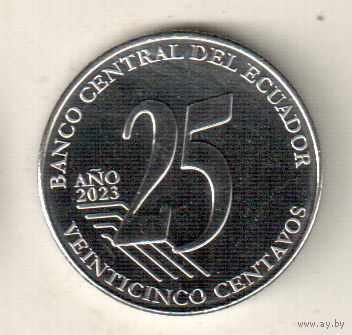 BANCO CENTRAL DEL ECUADOR
25
AÑO
2023
VEINTICINCO CENTAVOS
www.ay.by